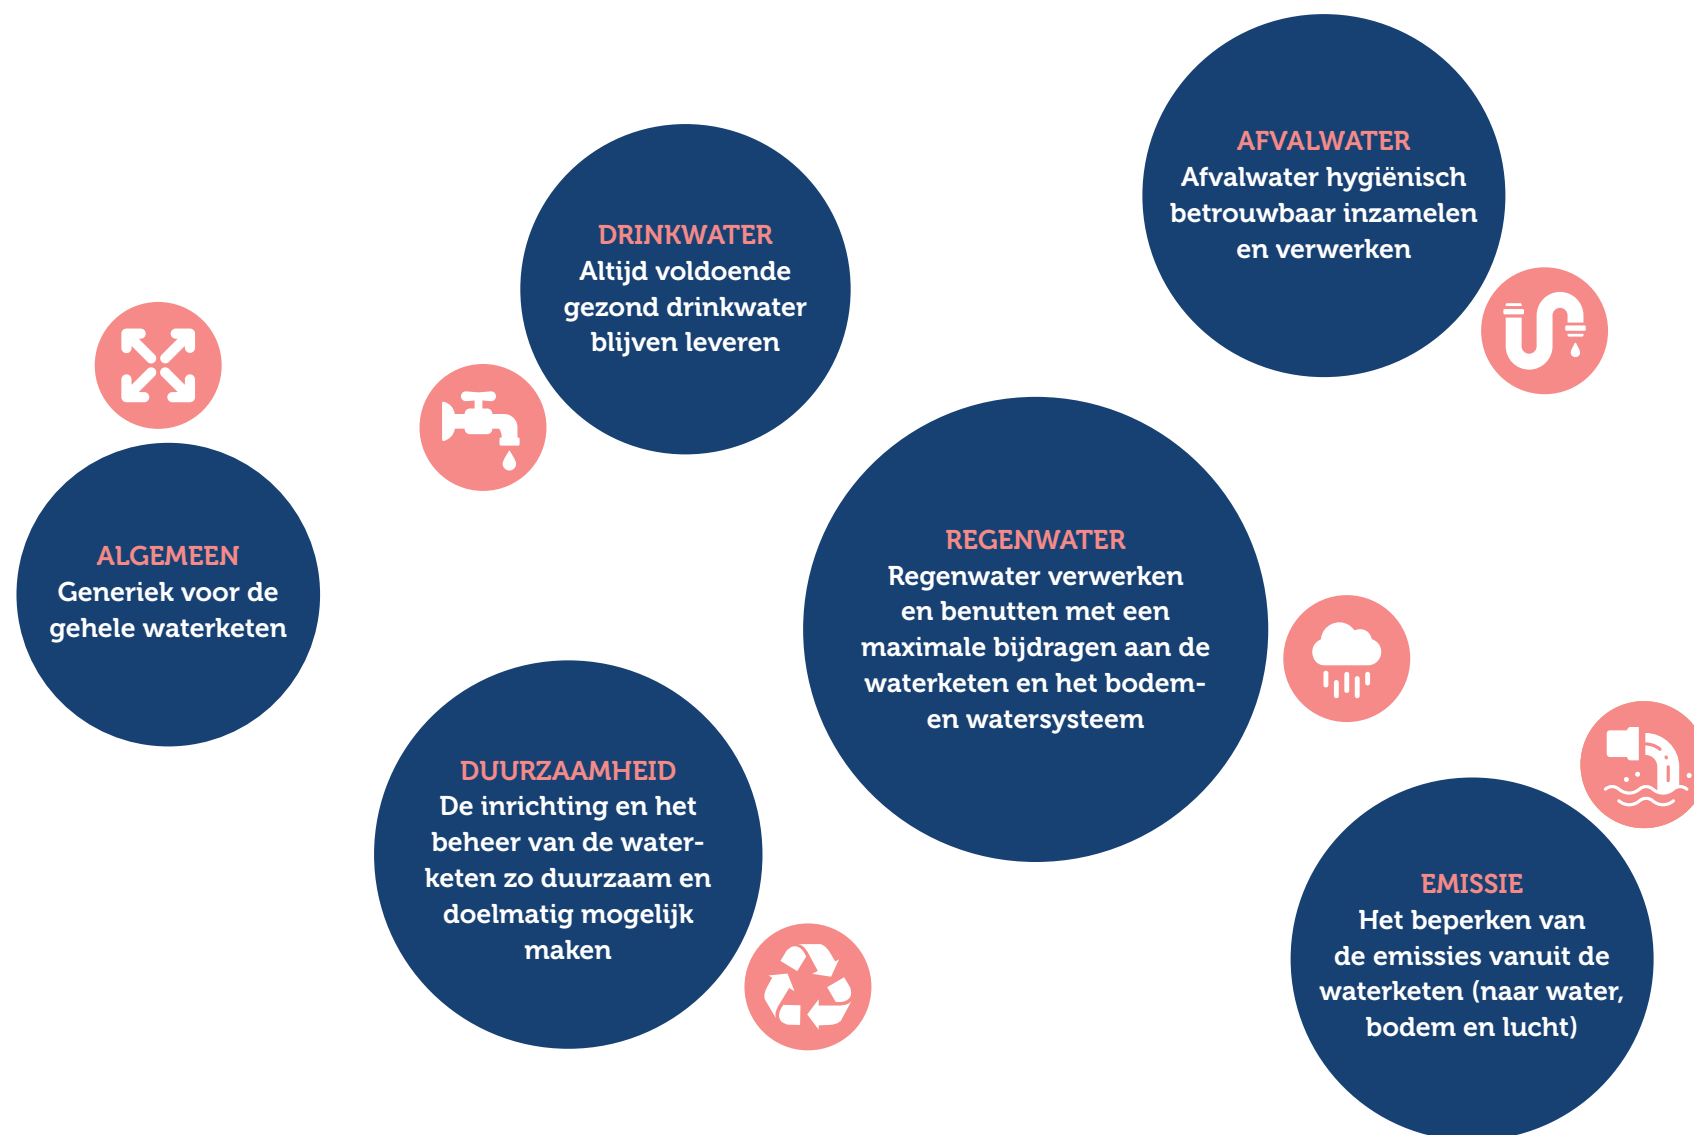 ALGEMEEN
Generiek voor de
gehele waterketen
DRINKWATER
Altijd voldoende
gezond drinkwater
blijven leveren
DUURZAAMHEID
De inrichting en het
beheer van de water-
keten zo duurzaam en
doelmatig mogelijk
maken
REGENWATER
Regenwater verwerken
en benutten met een
maximale bijdragen aan de
waterketen en het bodem-
en watersysteem
AFVALWATER
Afvalwater hygiënisch
betrouwbaar inzamelen
en verwerken
EMISSIE
Het beperken van
de emissies vanuit de
waterketen (naar water,
bodem en lucht)